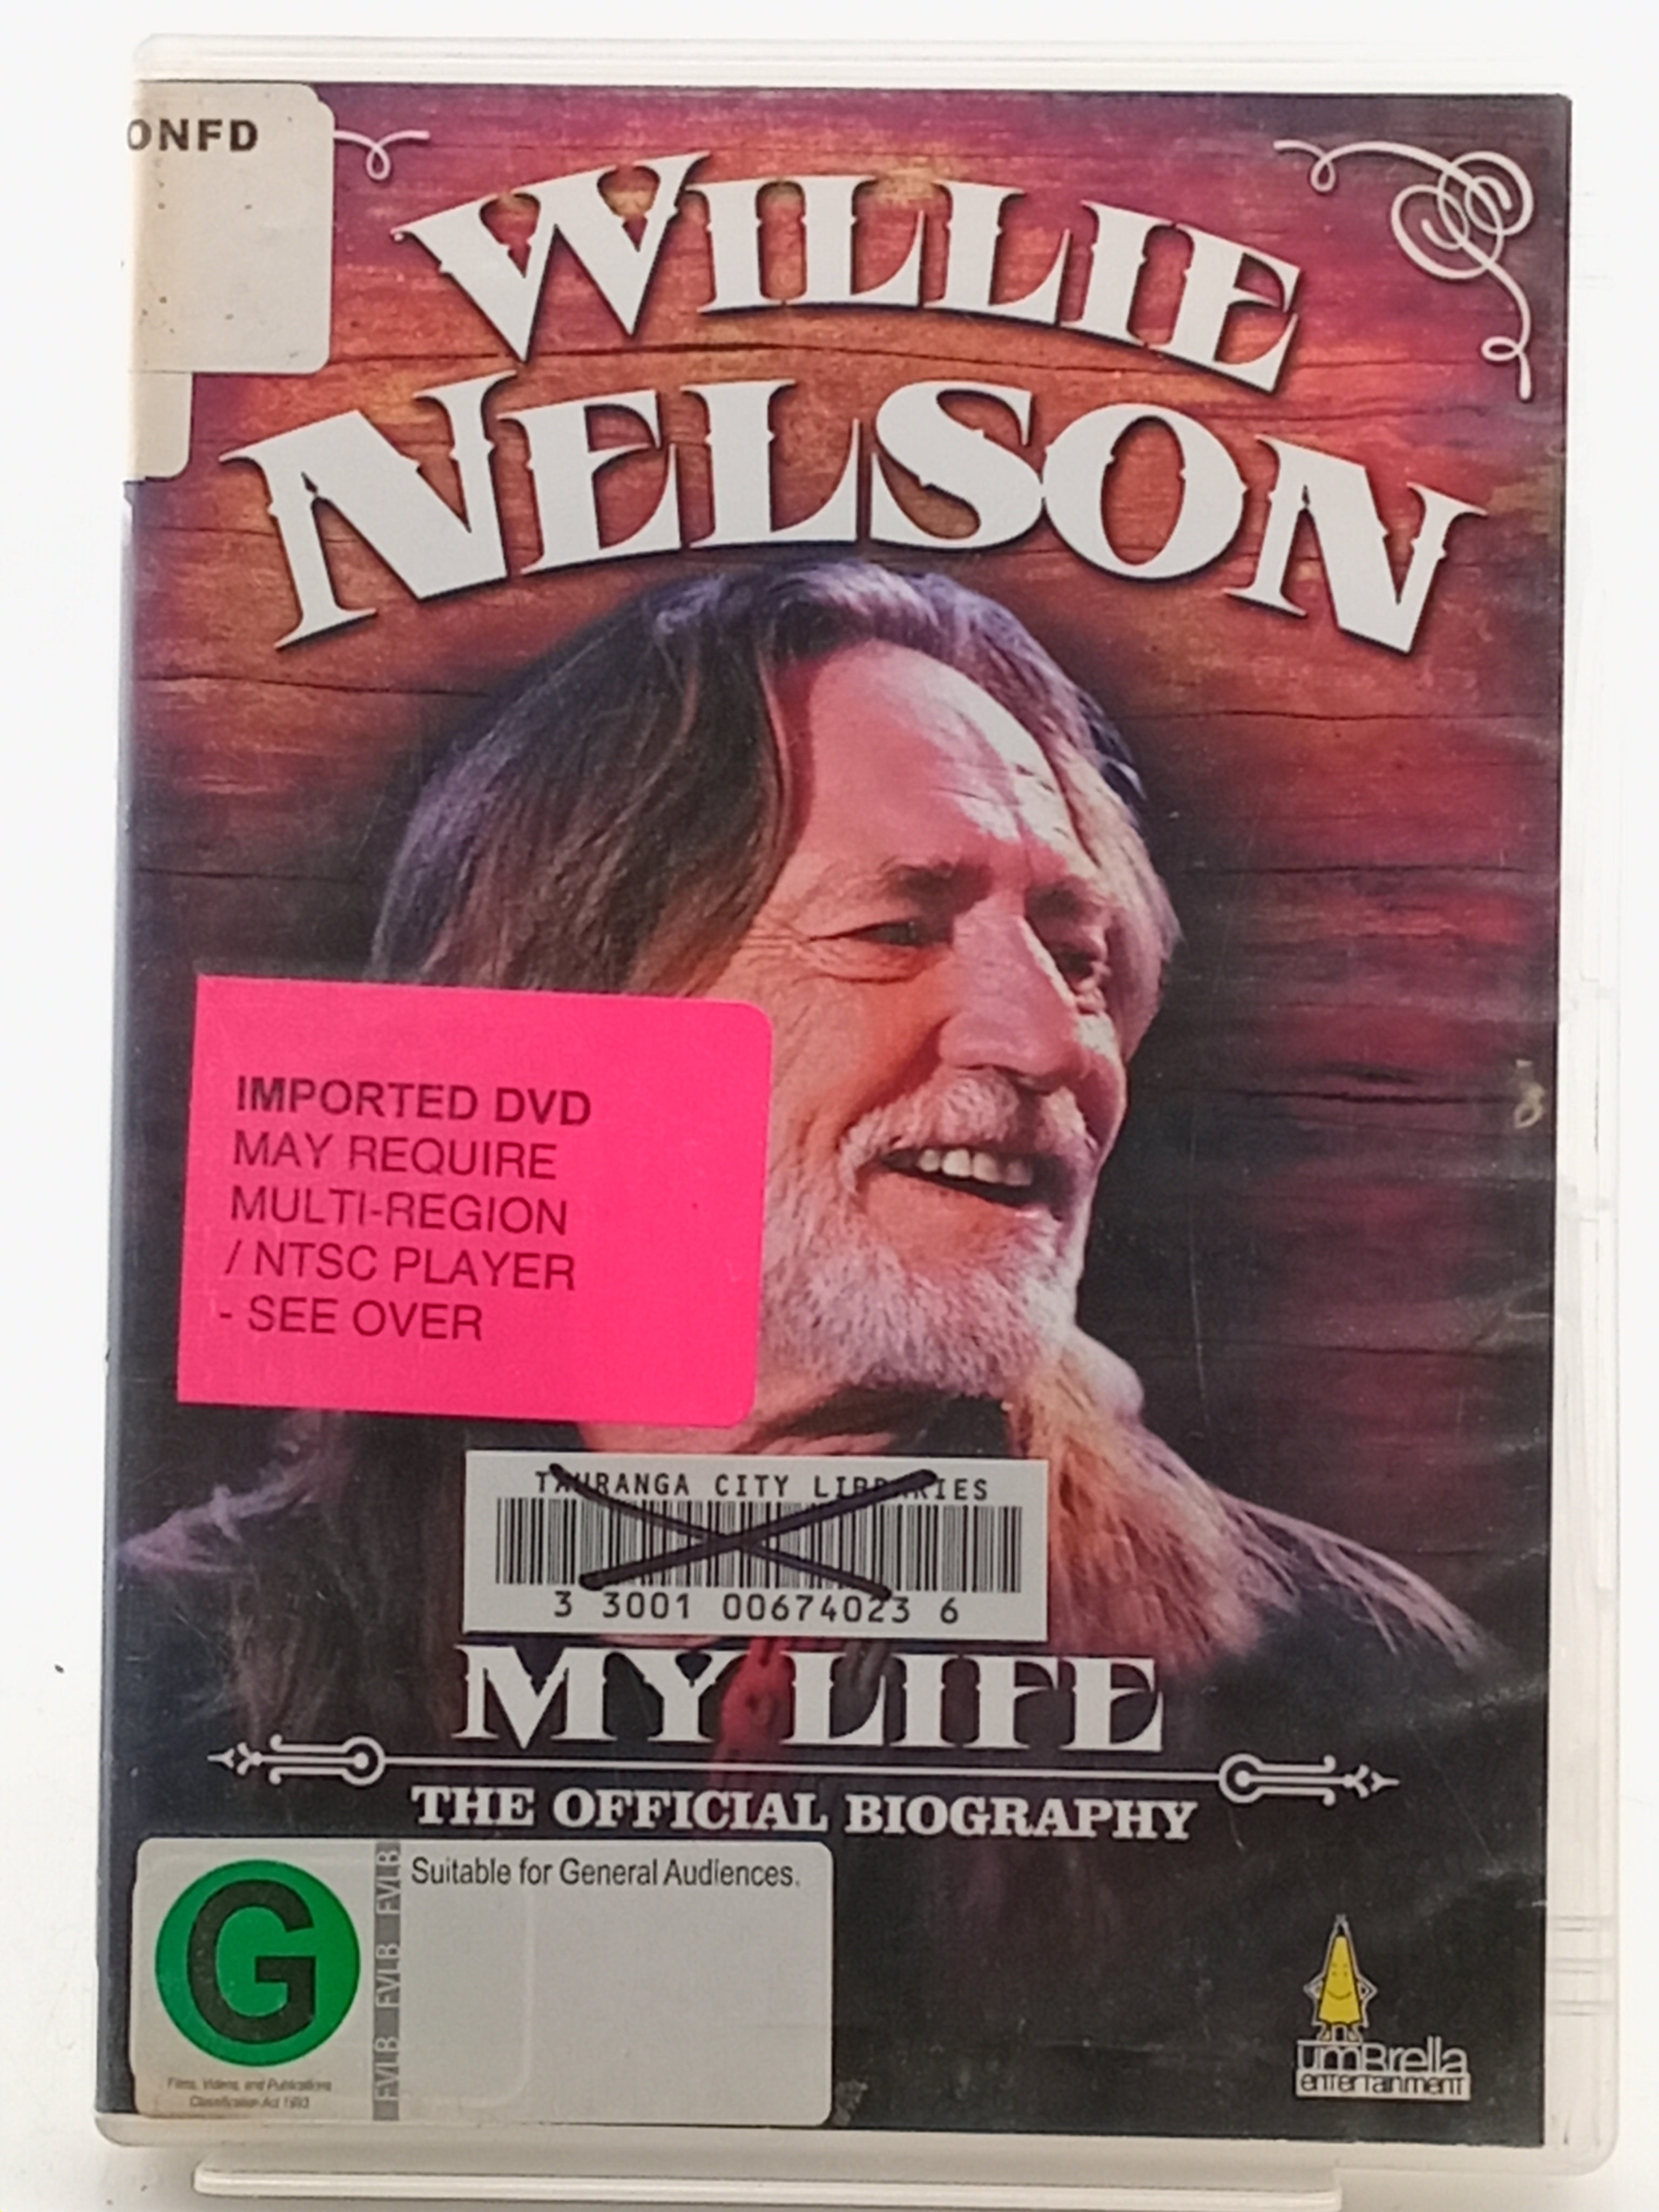 ONFD
WILLIE
NELSON
IMPORTED DVD
MAY REQUIRE
MULTI-REGION
/ NTSC PLAYER
- SEE OVER
TAURANGA CITY LIBRARIES
3 3001 00674023 6
MY LIFE
THE OFFICIAL BIOGRAPHY
G
Films, Videos, and Publications
Classification Act 1993
FVLB FVLB FVLB
Suitable for General Audiences.
umBrella
entertainment